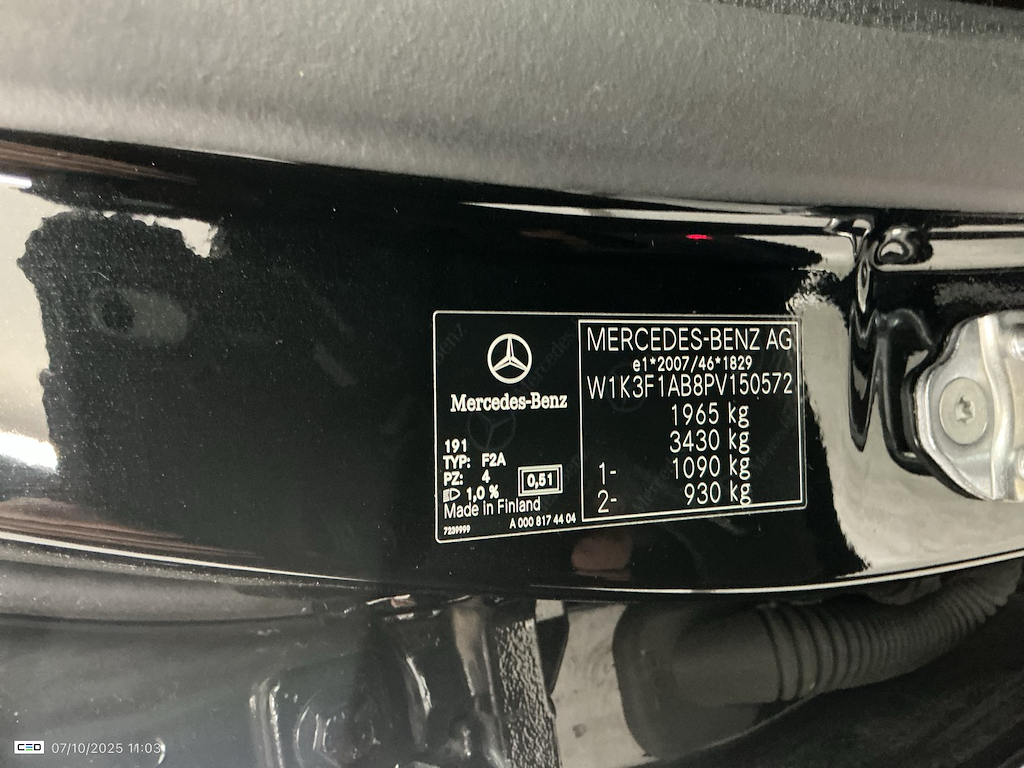 Mercedes-Benz
191
TYP: F2A
PZ: 4
1,0 %
0,51
Made in Finland
7239999
A 000 817 44 04
MERCEDES-BENZ AG
e1*2007/46*1829
W1K3F1AB8PV150572
1965 kg
3430 kg
1- 1090 kg
2- 930 kg
CEO 07/10/2025 11:03